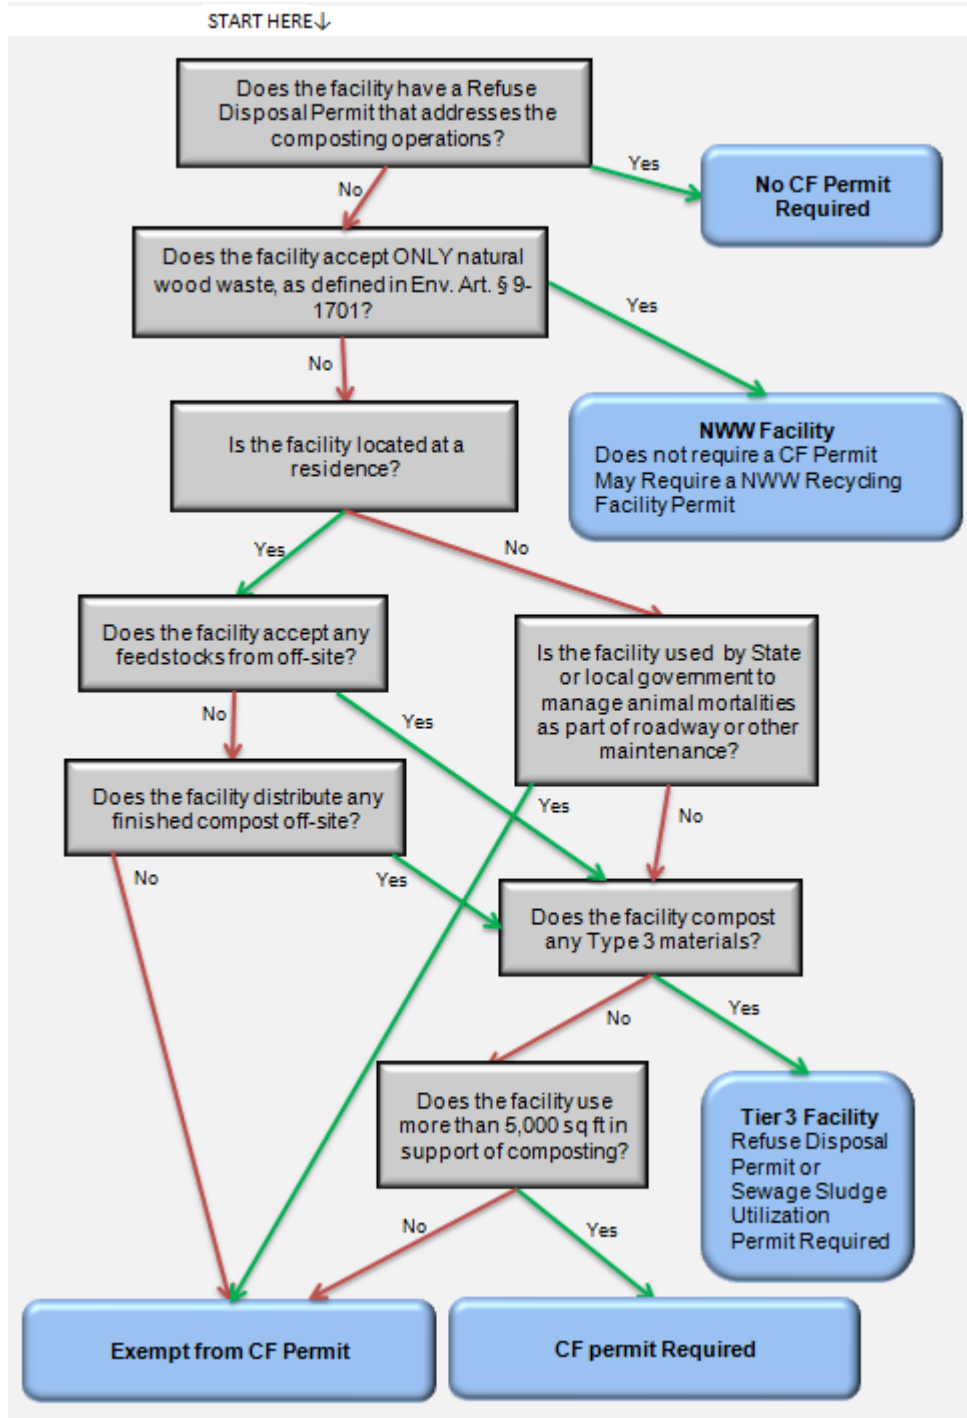 START HERE↓
Does the facility have a Refuse
Disposal Permit that addresses the
composting operations?
Yes
No
No CF Permit
Required
Does the facility accept ONLY natural
wood waste, as defined in Env. Art. § 9-
1701?
Yes
No
NWW Facility
Does not require a CF Permit
May Require a NWW Recycling
Facility Permit
Is the facility located at a
residence?
Yes
No
Does the facility accept any
feedstocks from off-site?
Is the facility used by State
or local government to
manage animal mortalities
as part of roadway or other
maintenance?
No
Yes
Does the facility distribute any
finished compost off-site?
Yes
No
No
Yes
Does the facility compost
any Type 3 materials?
No
Yes
Does the facility use
more than 5,000 sq ft in
support of composting?
Tier 3 Facility
Refuse Disposal
Permit or
Sewage Sludge
Utilization
Permit Required
No
Yes
Exempt from CF Permit
CF permit Required